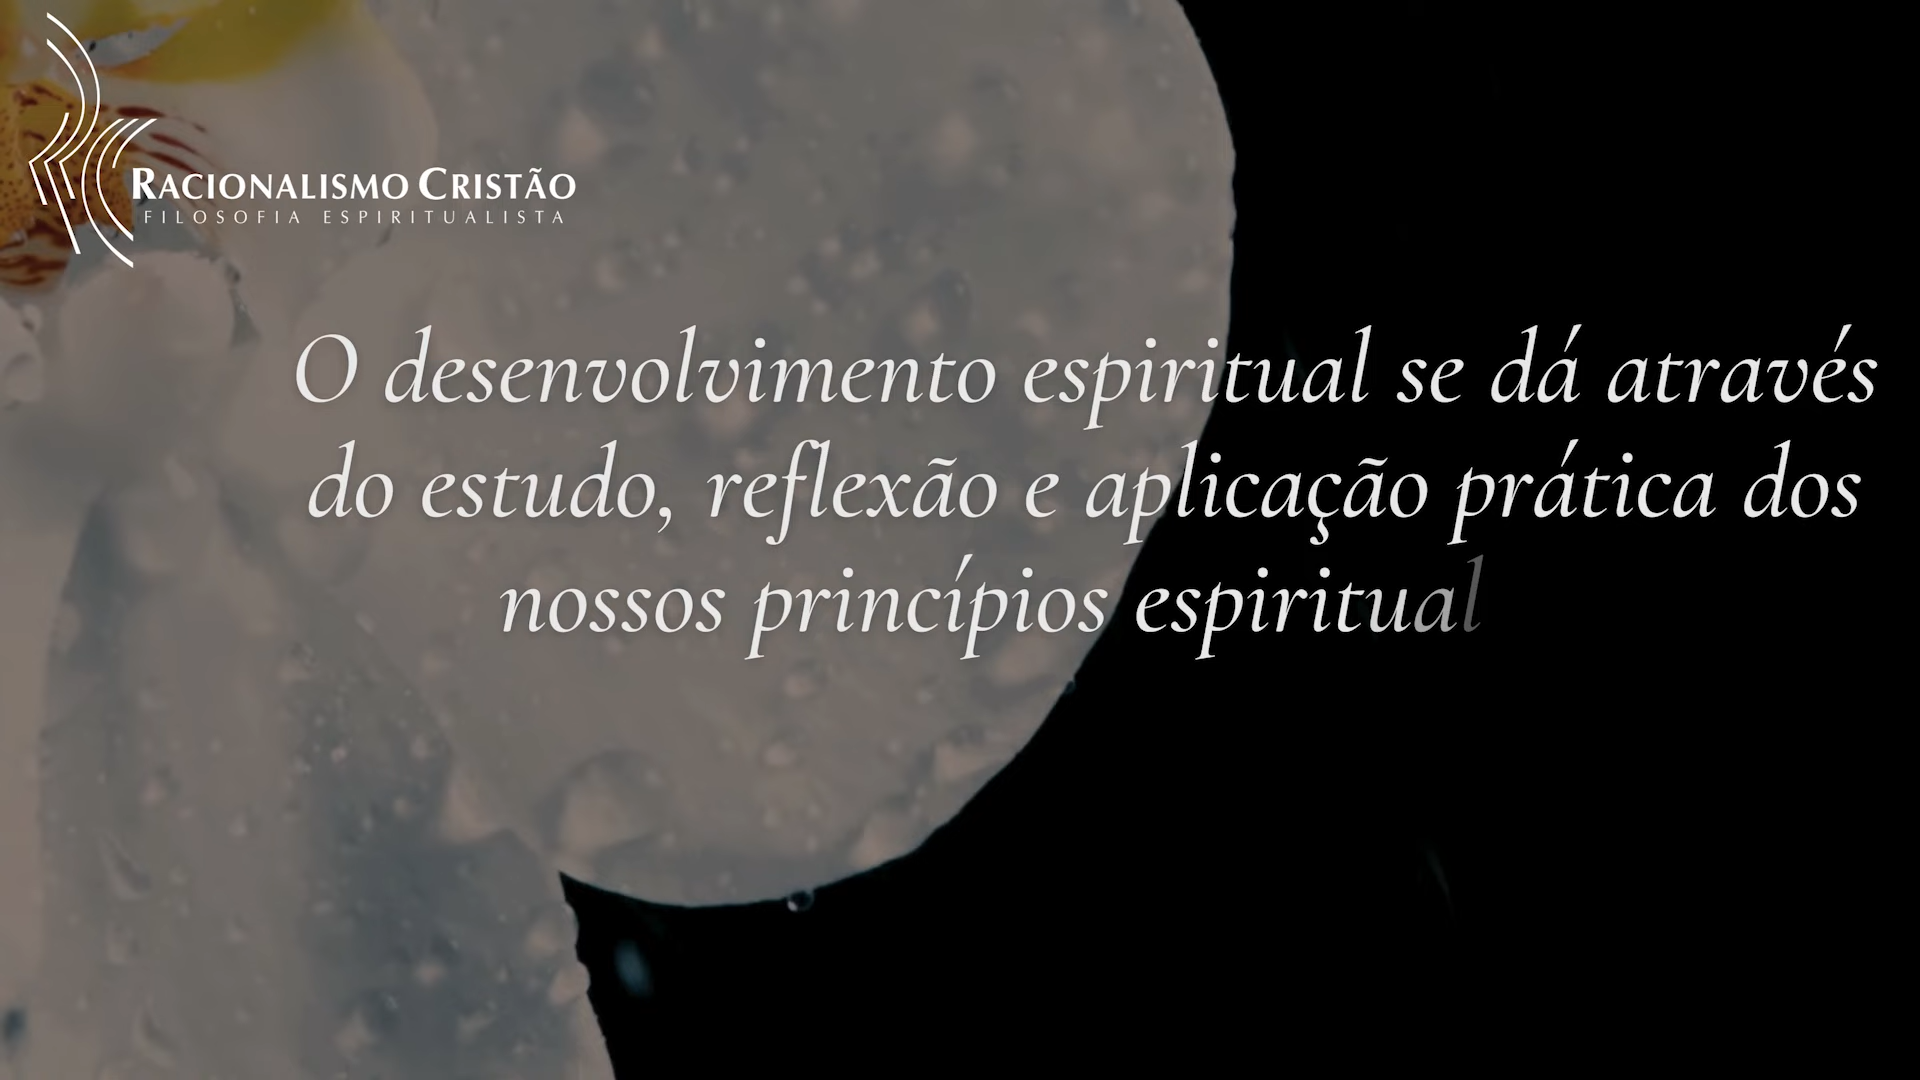 RACIONALISMO CRISTÃO
FILOSOFIA ESPIRITUALISTA
O desenvolvimento espiritual se dá através
do estudo, reflexão e aplicação prática dos
nossos princípios espiritual